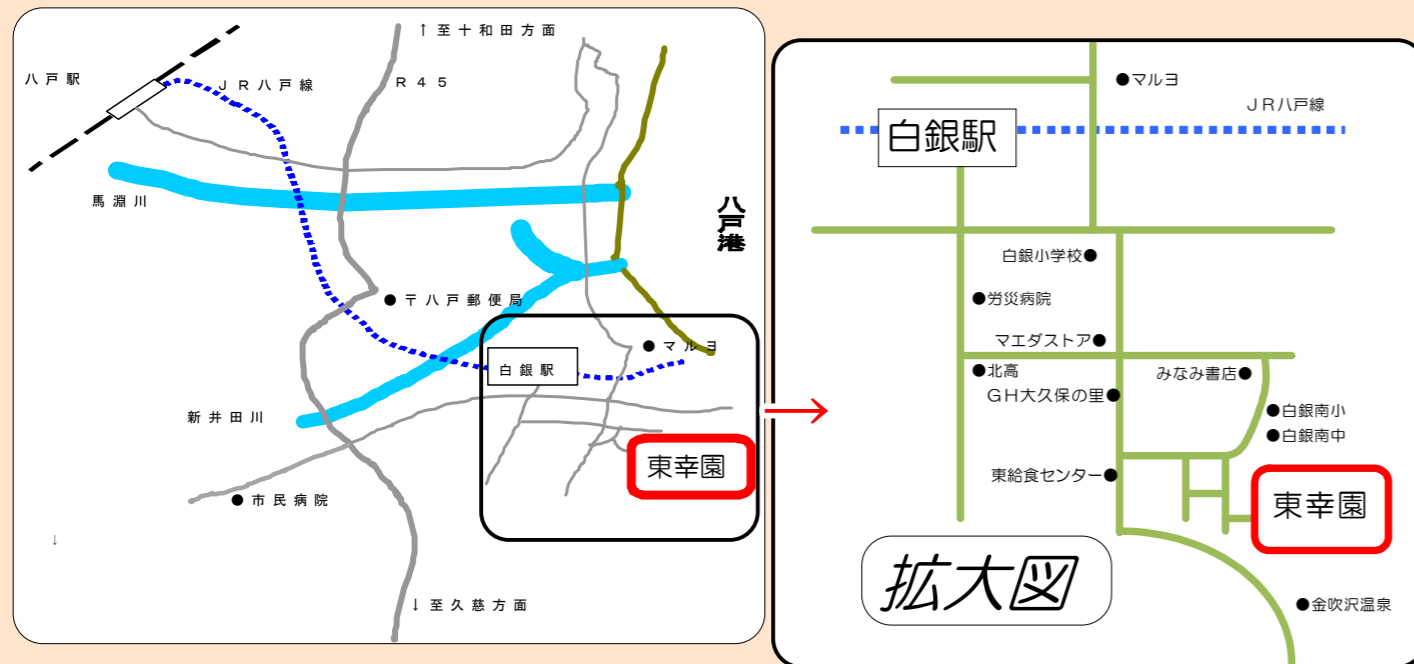 ↑至十和田方面
八戸駅
JR八戸線
R45
馬淵川
八戸港
〒八戸郵便局
マルヨ
白銀駅
新井田川
東幸園
市民病院
↓
↓至久慈方面
マルヨ
JR八戸線
白銀駅
白銀小学校
労災病院
マエダストア
北高
みなみ書店
GH大久保の里
白銀南小
白銀南中
東給食センター
東幸園
拡大図
金吹沢温泉